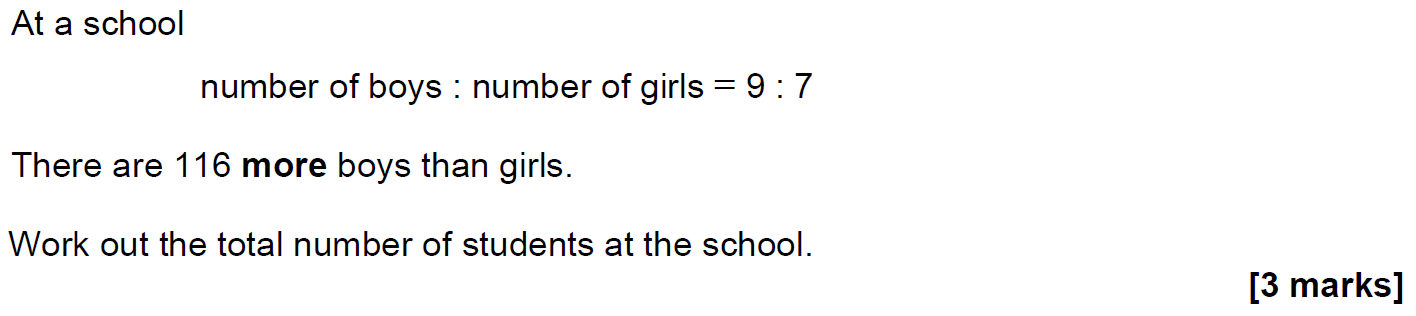 At a school
number of boys : number of girls = 9 : 7
There are 116 more boys than girls.
Work out the total number of students at the school.
[3 marks]